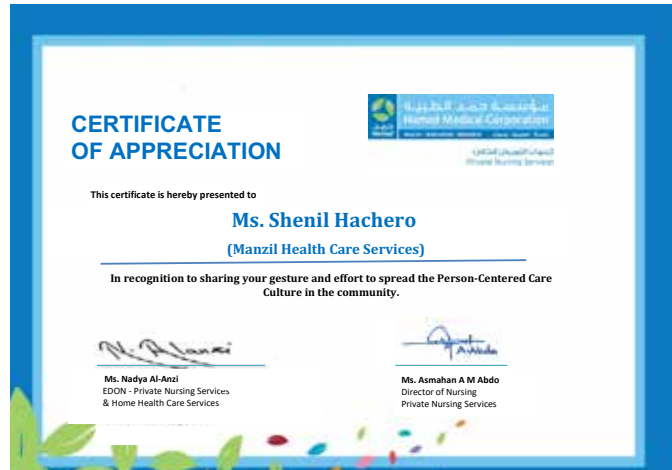 CERTIFICATE
OF APPRECIATION
مؤسسة حمد الطبية
Hamad Medical Corporation
Private Nursing Services
This certificate is hereby presented to
Ms. Shenil Hachero
(Manzil Health Care Services)
In recognition to sharing your gesture and effort to spread the Person-Centered Care
Culture in the community.
Ms. Nadya Al-Anzi
EDON - Private Nursing Services
& Home Health Care Services
Ms. Asmahan A M Abdo
Director of Nursing
Private Nursing Services